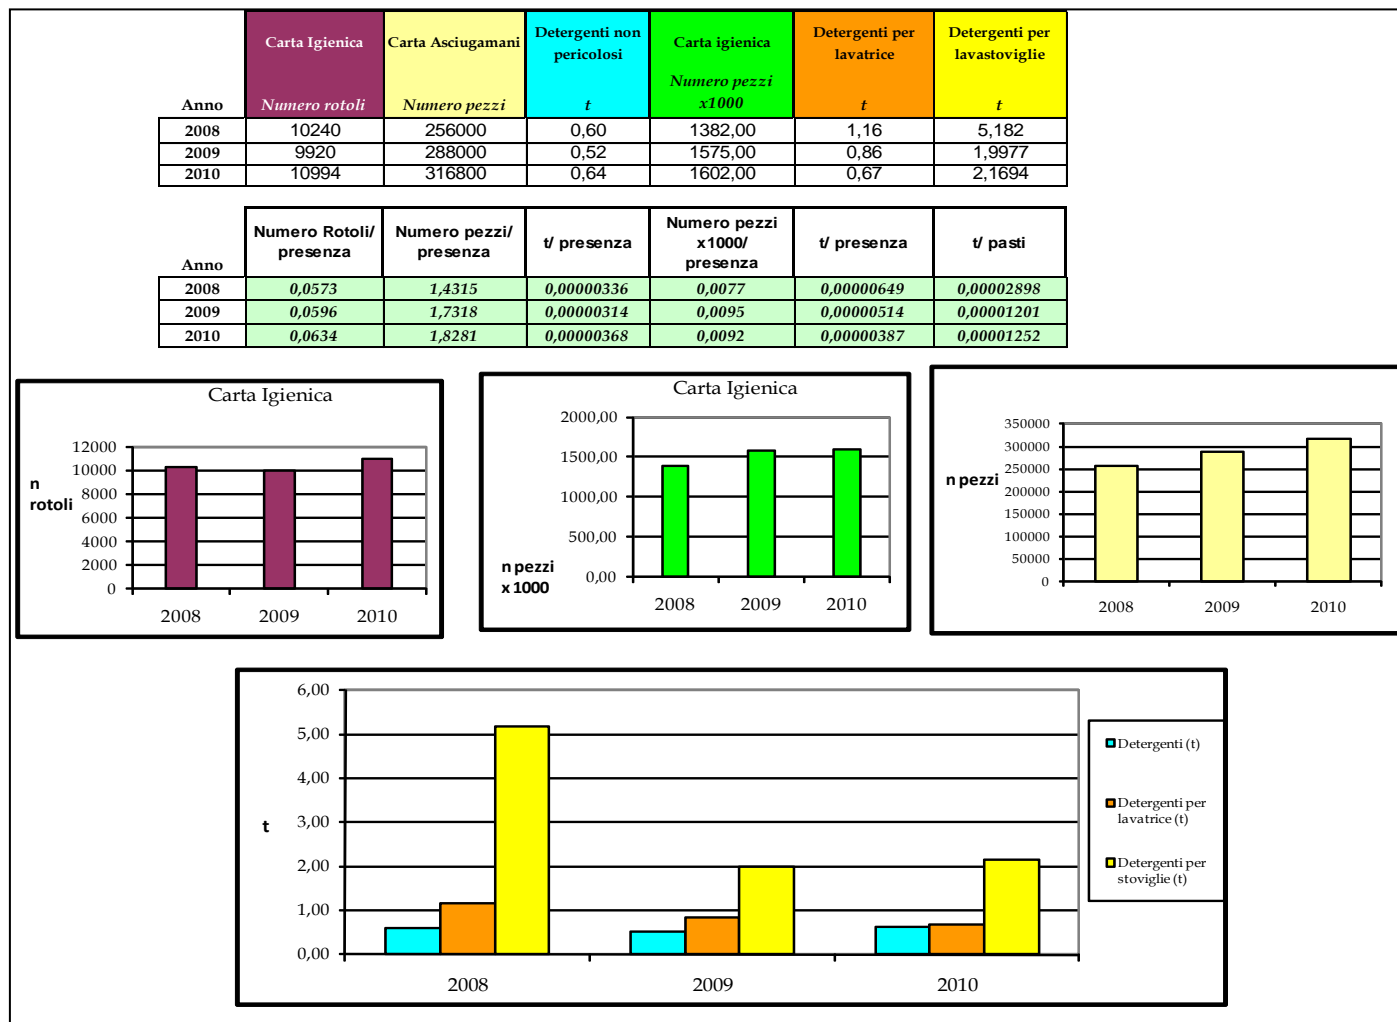 Carta Igienica Carta Asciugamani Detergenti non pericolosi Carta igienica Detergenti per lavatrice Detergenti per lavastoviglie
Anno Numero rotoli Numero pezzi t Numero pezzi x1000 t t
2008 10240 256000 0,60 1382,00 1,16 5,182
2009 9920 288000 0,52 1575,00 0,86 1,9977
2010 10994 316800 0,64 1602,00 0,67 2,1694
Anno Numero Rotoli/ presenza Numero pezzi/ presenza t/ presenza Numero pezzi x1000/ presenza t/ presenza t/ pasti
2008 0,0573 1,4315 0,00000336 0,0077 0,00000649 0,00002898
2009 0,0596 1,7318 0,00000314 0,0095 0,00000514 0,00001201
2010 0,0634 1,8281 0,00000368 0,0092 0,00000387 0,00001252
Carta Igienica
n rotoli
12000
10000
8000
6000
4000
2000
0
2008 2009 2010
Carta Igienica
2000,00
1500,00
1000,00
500,00
0,00
n pezzi
x 1000
2008 2009 2010
n pezzi
350000
300000
250000
200000
150000
100000
50000
0
2008 2009 2010
6,00
5,00
4,00
3,00
2,00
1,00
0,00
t
2008 2009 2010
Detergenti (t)
Detergenti per
lavatrice (t)
Detergenti per
stoviglie (t)